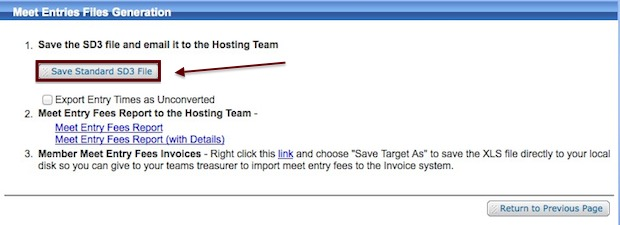 Meet Entries Files Generation
1. Save the SD3 file and email it to the Hosting Team
Save Standard SD3 File
Export Entry Times as Unconverted
2. Meet Entry Fees Report to the Hosting Team -
Meet Entry Fees Report
Meet Entry Fees Report (with Details)
3. Member Meet Entry Fees Invoices - Right click this link and choose "Save Target As" to save the XLS file directly to your local
disk so you can give to your teams treasurer to import meet entry fees to the Invoice system.
Return to Previous Page